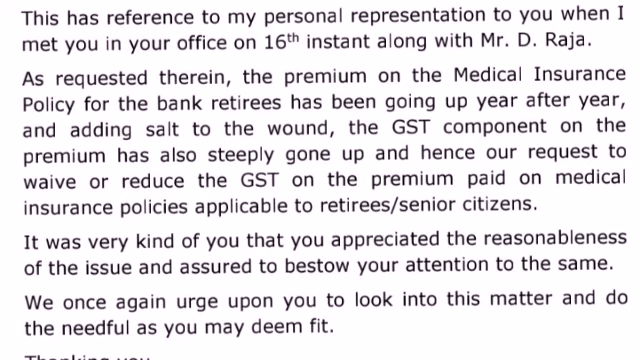 This has reference to my personal representation to you when I
met you in your office on 16th instant along with Mr. D. Raja.
As requested therein, the premium on the Medical Insurance
Policy for the bank retirees has been going up year after year,
and adding salt to the wound, the GST component on the
premium has also steeply gone up and hence our request to
waive or reduce the GST on the premium paid on medical
insurance policies applicable to retirees/senior citizens.
It was very kind of you that you appreciated the reasonableness
of the issue and assured to bestow your attention to the same.
We once again urge upon you to look into this matter and do
the needful as you may deem fit.
Thanking you